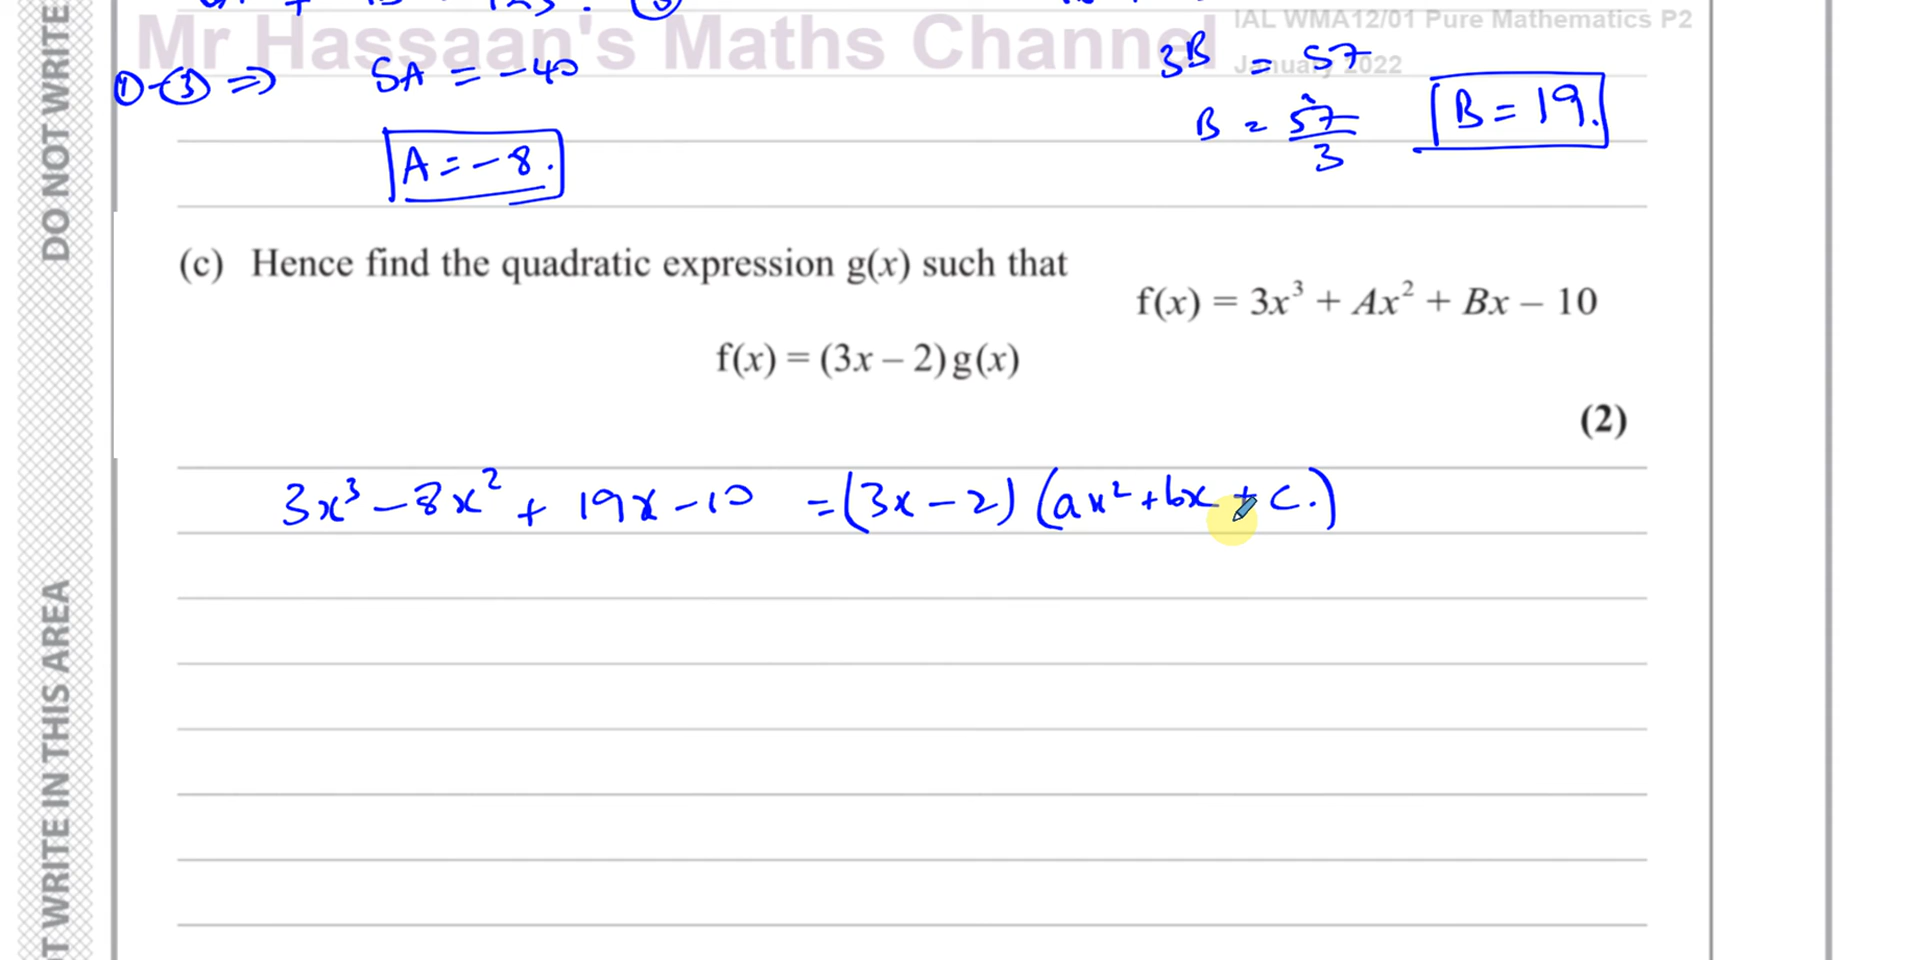 IAL WMA12/01 Pure Mathematics P2
Mr Hassaan's Maths Channel
January 2022
①-③ ⇒ 5A = -40
3B = 57
A = -8.
B = 57/3
B = 19.
(c) Hence find the quadratic expression g(x) such that
f(x) = 3x³ + Ax² + Bx – 10
f(x) = (3x – 2)g(x)
(2)
3x³ - 8x² + 19x - 10 = (3x - 2)(ax² + bx + c.)
DO NOT WRITE
T WRITE IN THIS AREA